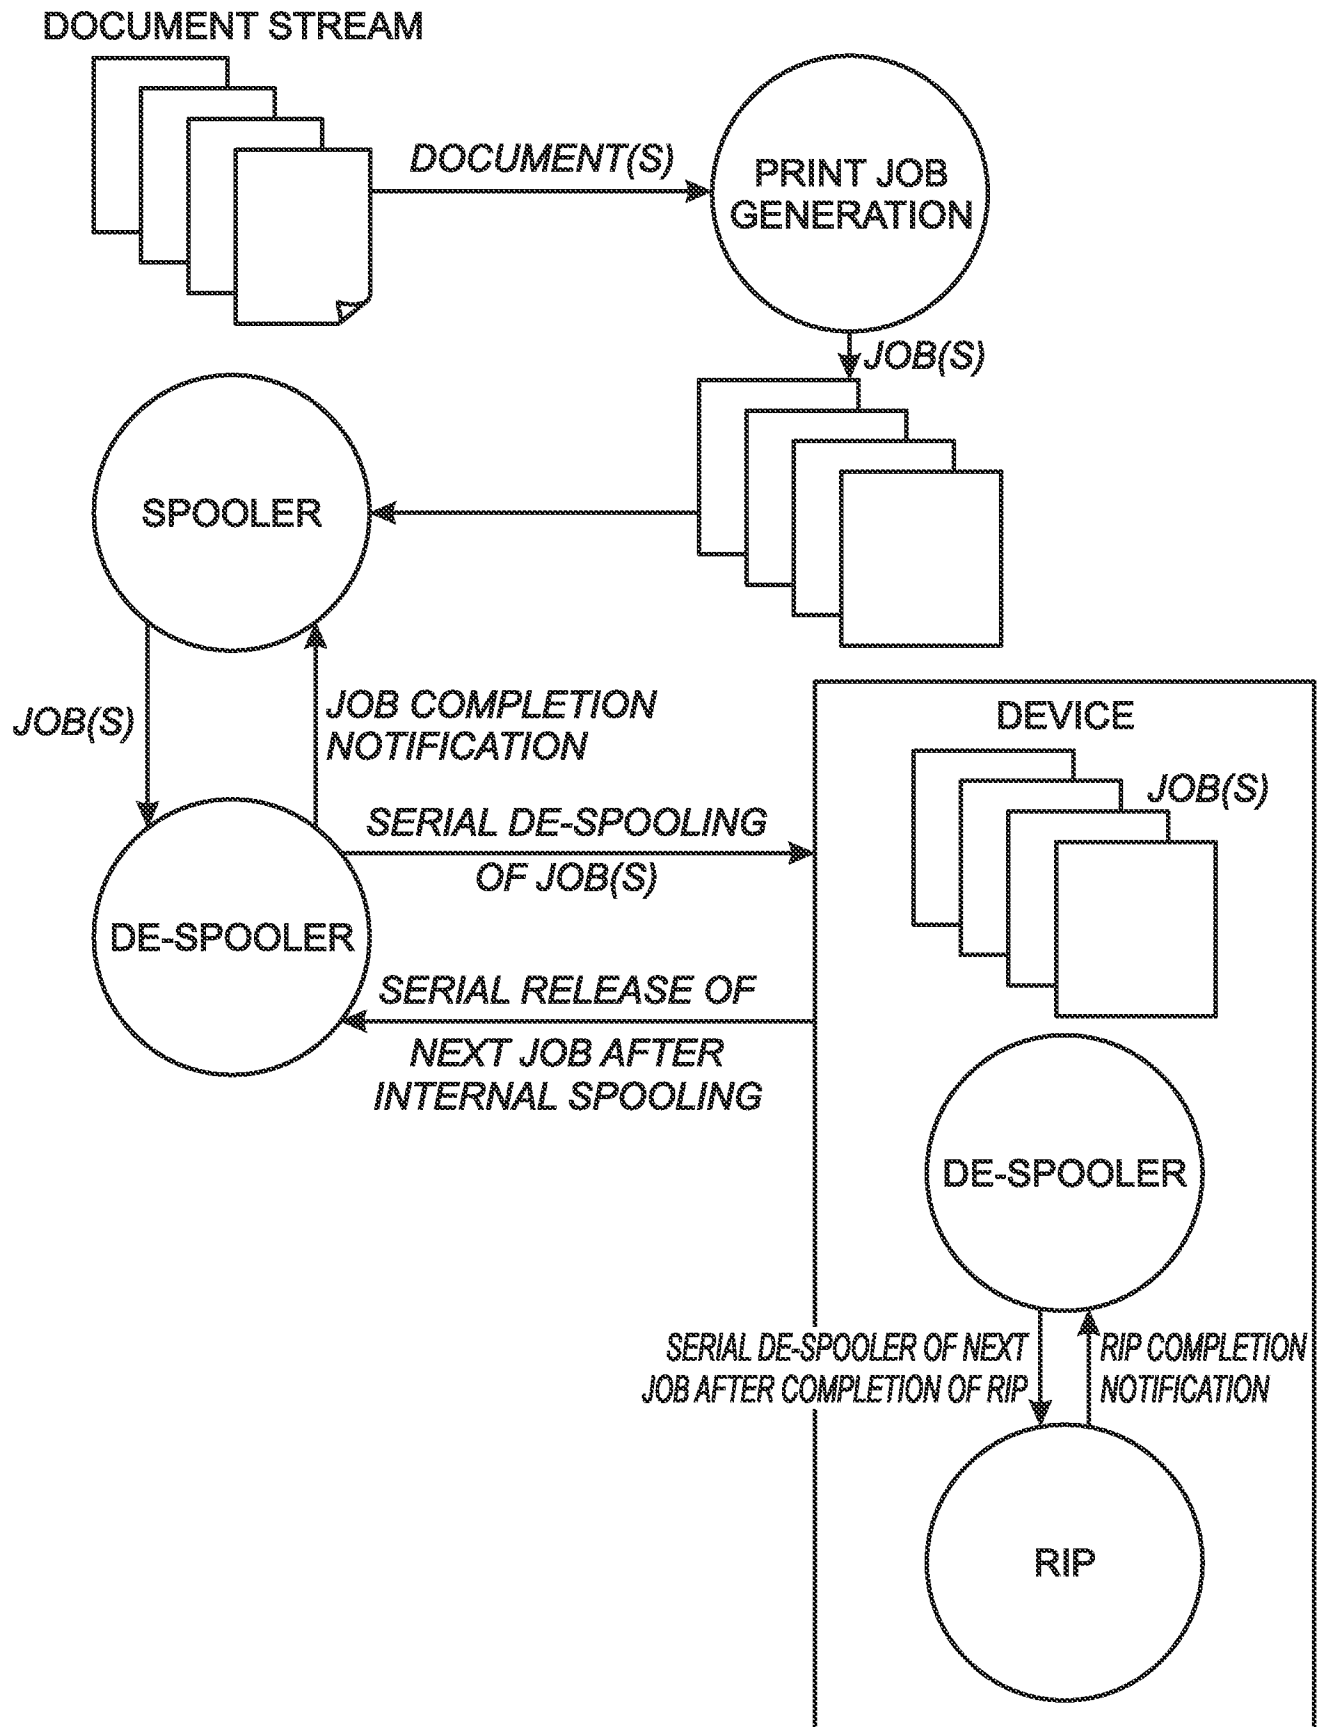 DOCUMENT STREAM
DOCUMENT(S)
PRINT JOB
GENERATION
JOB(S)
SPOOLER
JOB(S)
JOB COMPLETION
NOTIFICATION
DEVICE
JOB(S)
SERIAL DE-SPOOLING
OF JOB(S)
DE-SPOOLER
SERIAL RELEASE OF
NEXT JOB AFTER
INTERNAL SPOOLING
DE-SPOOLER
SERIAL DE-SPOOLER OF NEXT
JOB AFTER COMPLETION OF RIP
RIP COMPLETION
NOTIFICATION
RIP